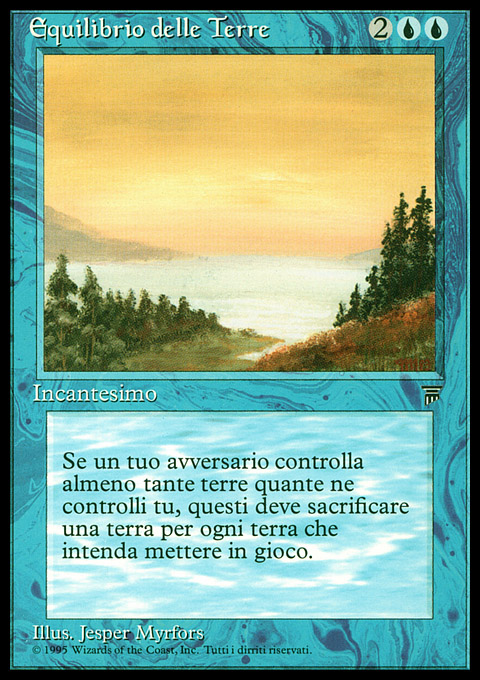 Equilibrio delle Terre 2
Incantesimo
Se un tuo avversario controlla
almeno tante terre quante ne
controlli tu, questi deve sacrificare
una terra per ogni terra che
intenda mettere in gioco.
Illus. Jesper Myrfors
© 1995 Wizards of the Coast, Inc. Tutti i dirriti riservati.